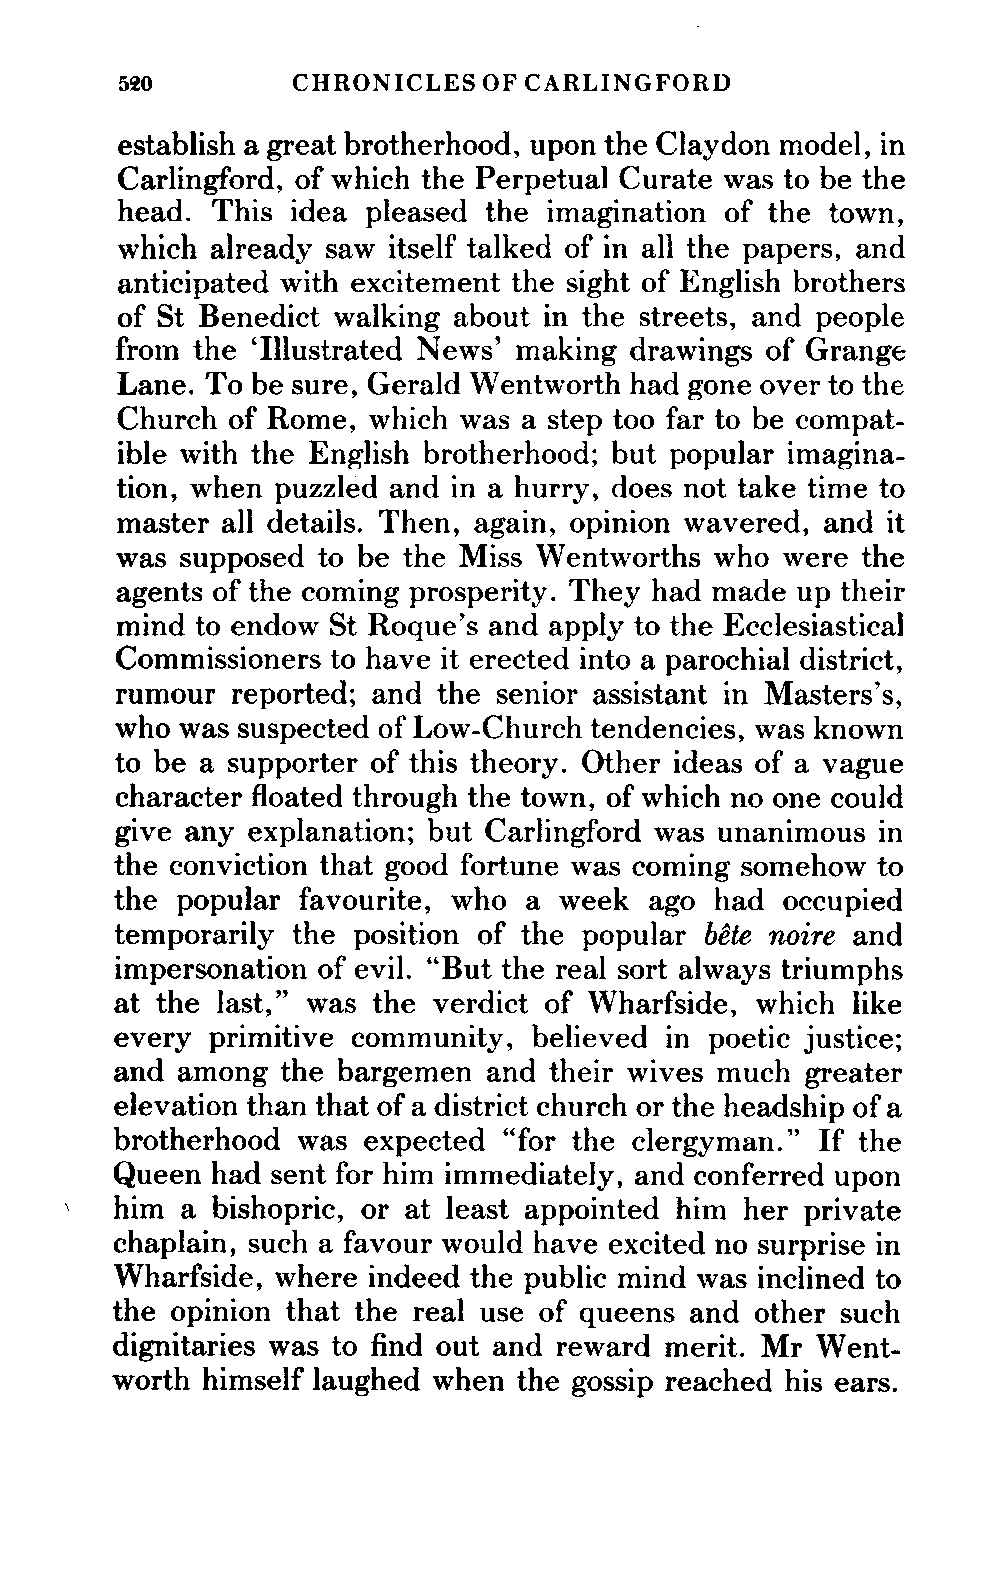 520 CHRONICLES OF CARLINGFORD
establish a great brotherhood, upon the Claydon model, in
Carlingford, of which the Perpetual Curate was to be the
head. This idea pleased the imagination of the town,
which already saw itself talked of in all the papers, and
anticipated with excitement the sight of English brothers
of St Benedict walking about in the streets, and people
from the ‘Illustrated News’ making drawings of Grange
Lane. To be sure, Gerald Wentworth had gone over to the
Church of Rome, which was a step too far to be compat-
ible with the English brotherhood; but popular imagina-
tion, when puzzled and in a hurry, does not take time to
master all details. Then, again, opinion wavered, and it
was supposed to be the Miss Wentworths who were the
agents of the coming prosperity. They had made up their
mind to endow St Roque’s and apply to the Ecclesiastical
Commissioners to have it erected into a parochial district,
rumour reported; and the senior assistant in Masters’s,
who was suspected of Low-Church tendencies, was known
to be a supporter of this theory. Other ideas of a vague
character floated through the town, of which no one could
give any explanation; but Carlingford was unanimous in
the conviction that good fortune was coming somehow to
the popular favourite, who a week ago had occupied
temporarily the position of the popular bête noire and
impersonation of evil. “But the real sort always triumphs
at the last,” was the verdict of Wharfside, which like
every primitive community, believed in poetic justice;
and among the bargemen and their wives much greater
elevation than that of a district church or the headship of a
brotherhood was expected “for the clergyman.” If the
Queen had sent for him immediately, and conferred upon
him a bishopric, or at least appointed him her private
chaplain, such a favour would have excited no surprise in
Wharfside, where indeed the public mind was inclined to
the opinion that the real use of queens and other such
dignitaries was to find out and reward merit. Mr Went-
worth himself laughed when the gossip reached his ears.